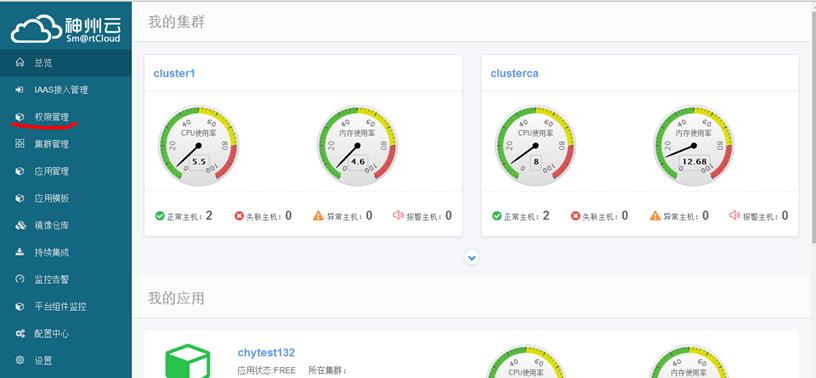 神州云
Sm@rtCloud
总览
IAAS接入管理
权限管理
集群管理
应用管理
应用模板
镜像仓库
持续集成
监控告警
平台组件监控
配置中心
设置
我的集群
cluster1
0 20 40 60 80 100
CPU使用率
5.5
0 20 40 60 80 100
内存使用率
4.6
正常主机：2 失联主机：0 异常主机：0 报警主机：0
clusterca
0 20 40 60 80 100
CPU使用率
8
0 20 40 60 80 100
内存使用率
12.68
正常主机：2 失联主机：0 异常主机：0 报警主机：0
我的应用
chytest132
应用状态:FREE 所在集群：
40 60
CPU使用率
40 60
内存使用率